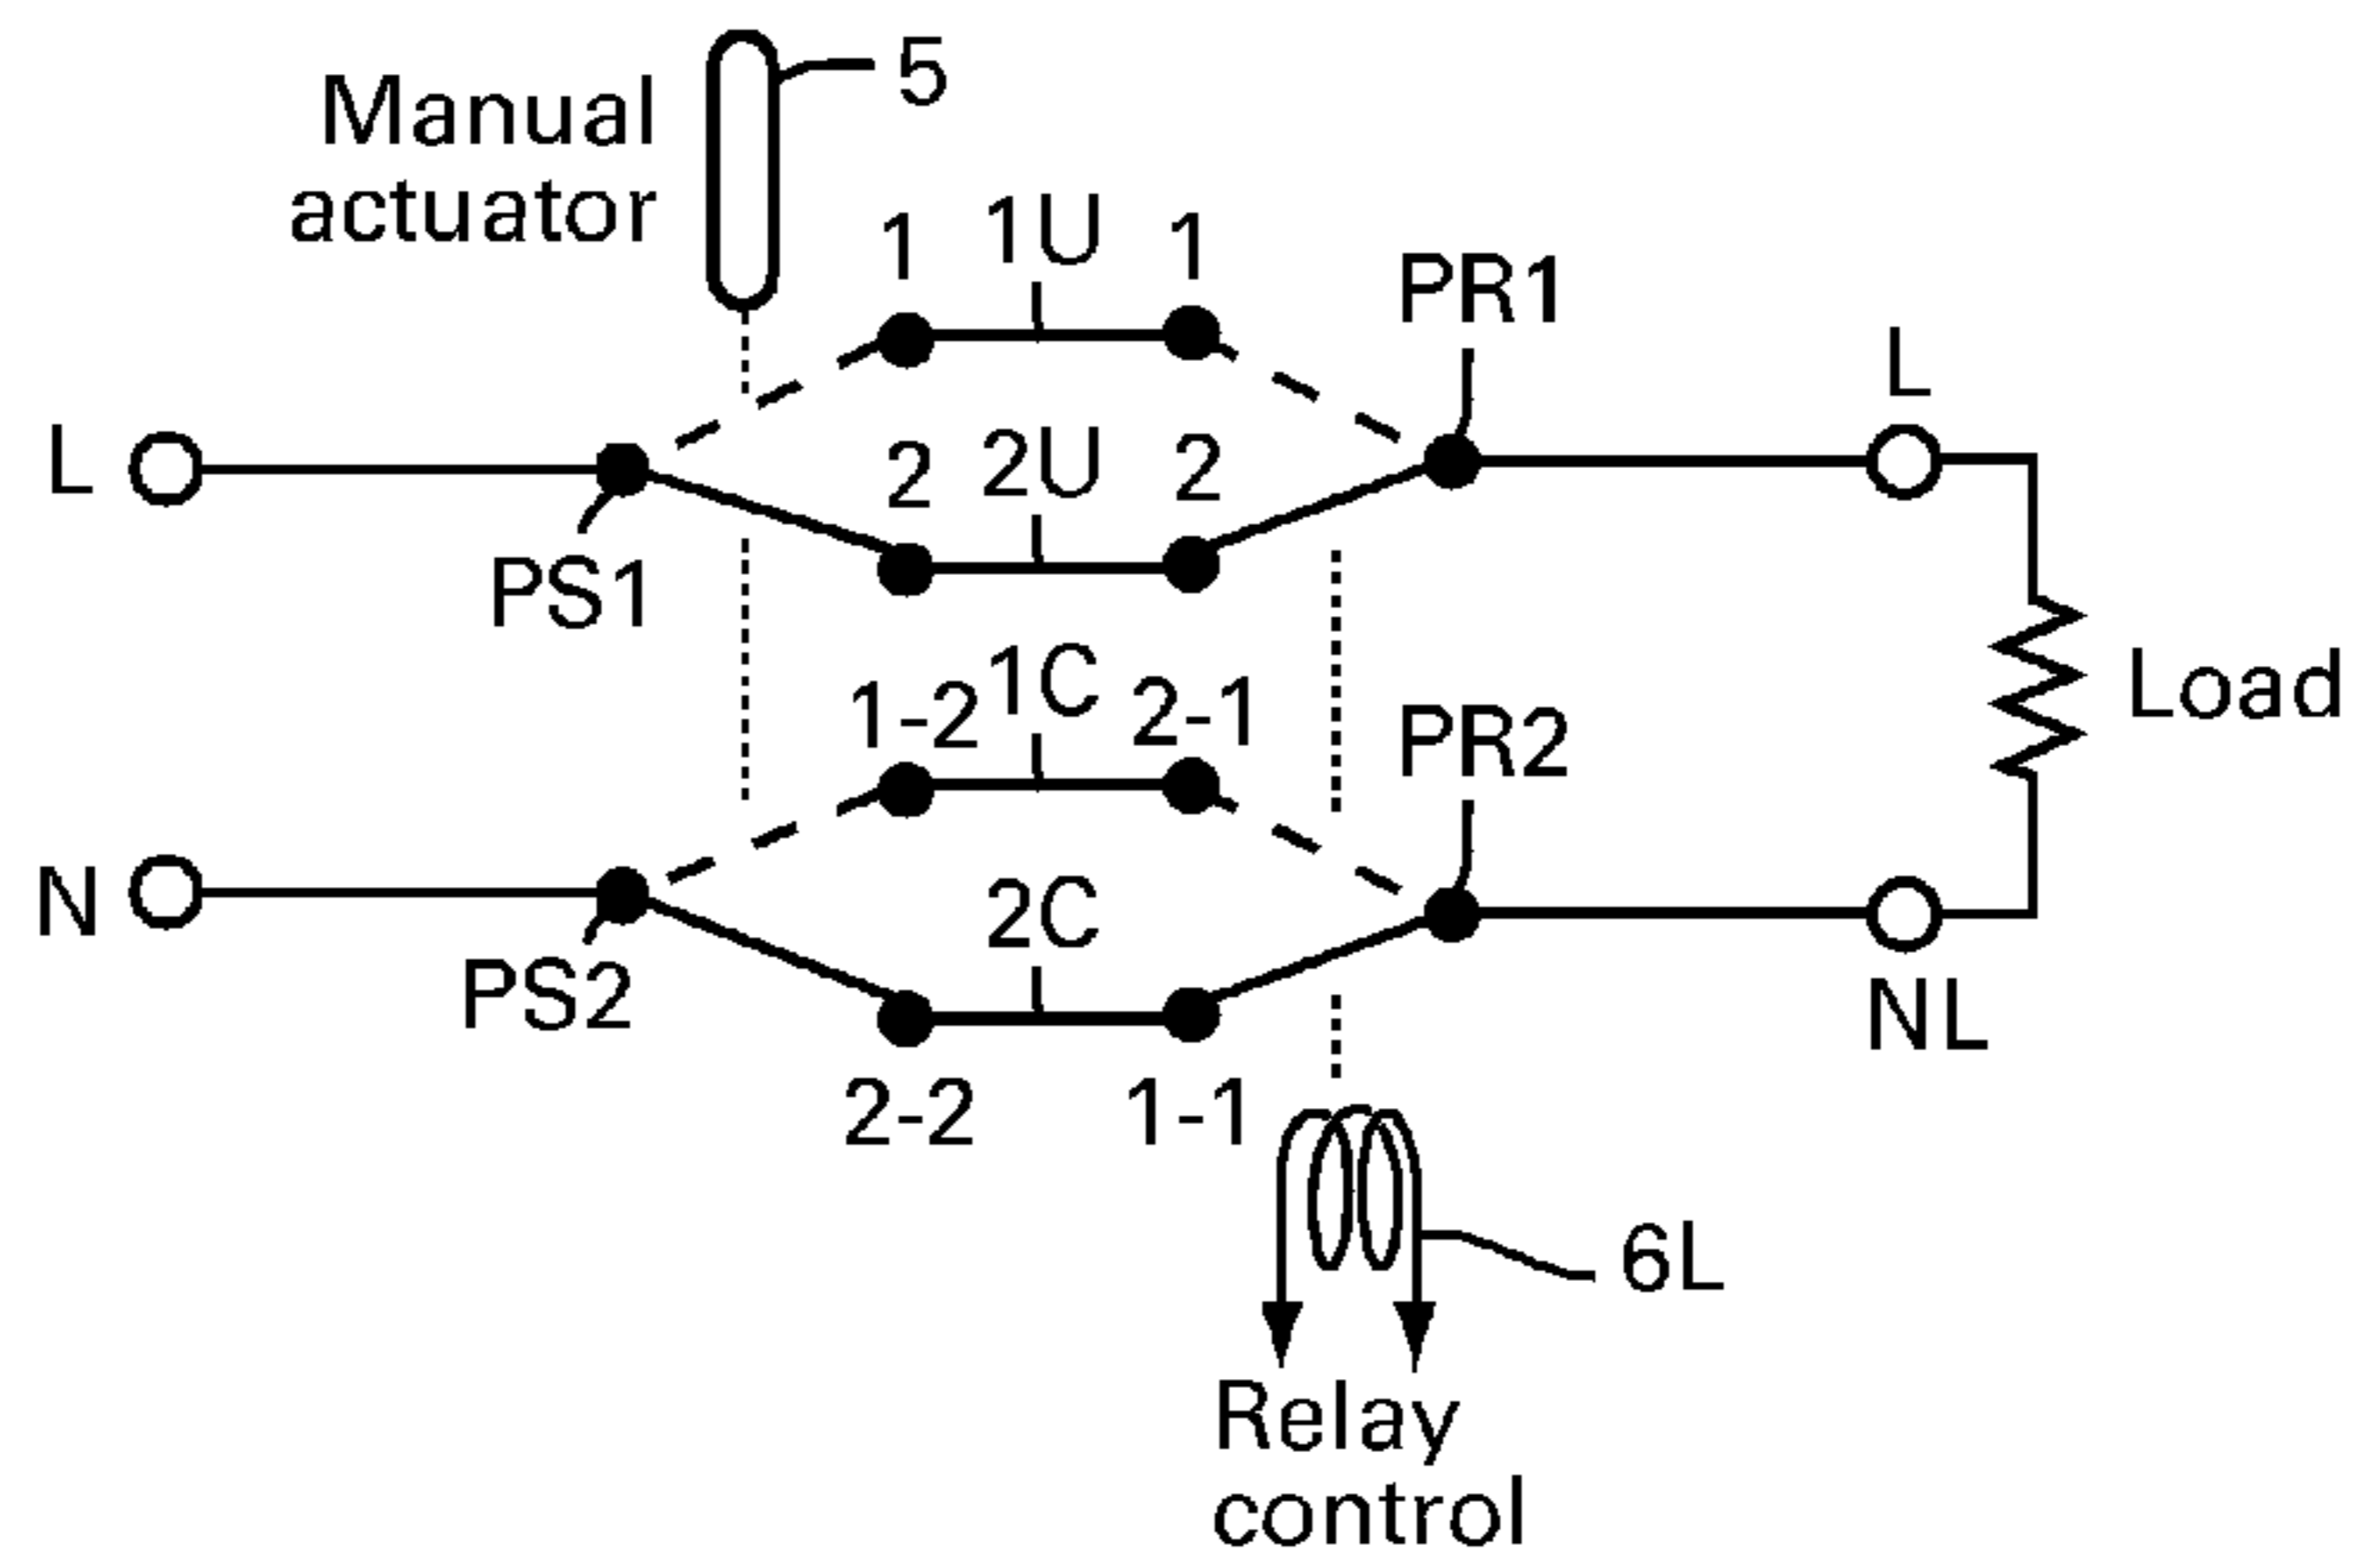 5
Manual
actuator
1
1U
1
PR1
L
L
2
2U
2
PS1
1C
1-2
2-1
PR2
Load
N
2C
PS2
NL
2-2
1-1
6L
Relay
control